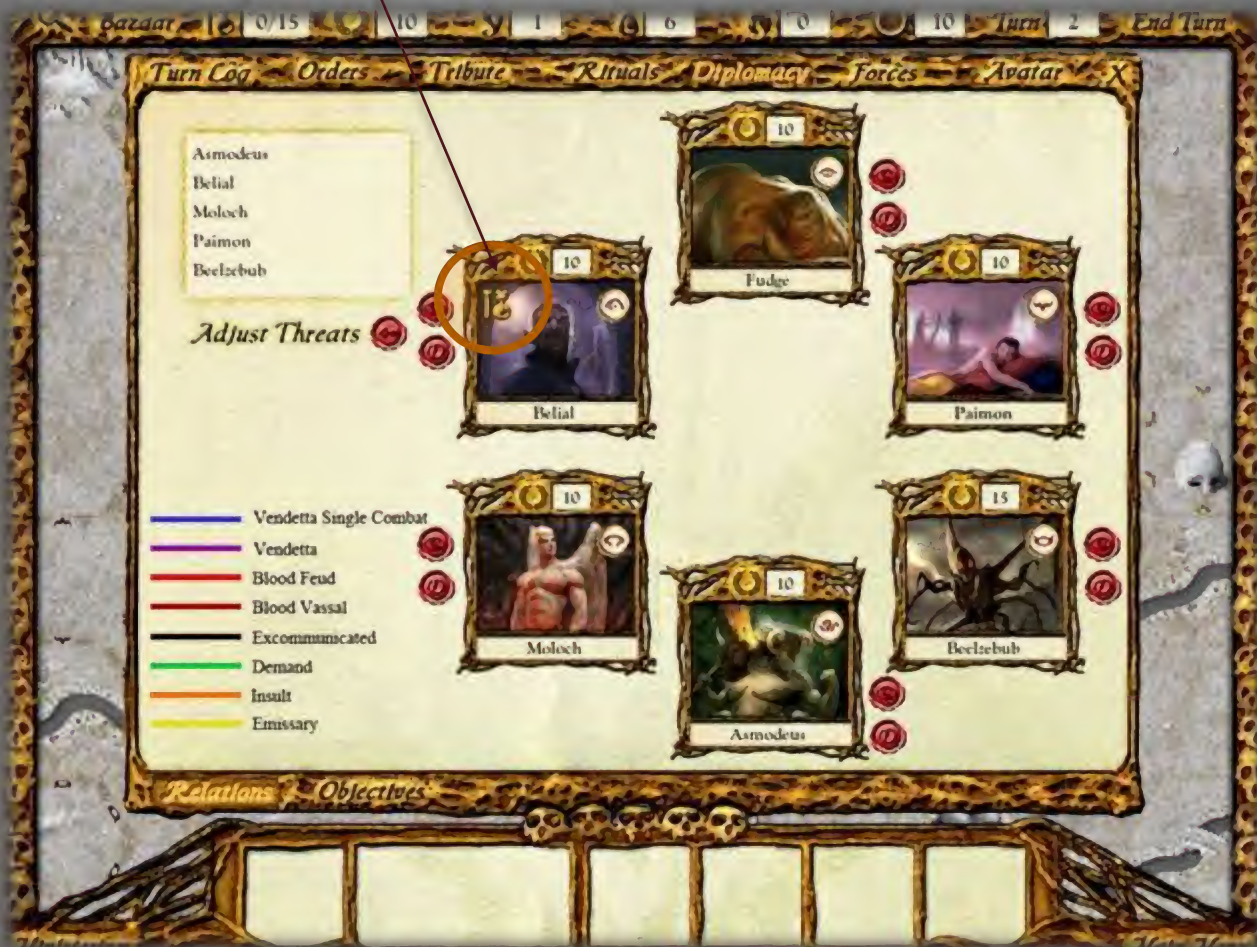 Bazaar 0/15 10 1 6 0 10 Turn 2 End Turn
Turn Log Orders Tribute Rituals Diplomacy Forces Avatar X
Asmodeus
Belial
Moloch
Paimon
Beelzebub
Adjust Threats
10
Fudge
10
Belial
10
Paimon
10
Moloch
10
Asmodeus
15
Beelzebub
Vendetta Single Combat
Vendetta
Blood Feud
Blood Vassal
Excommunicated
Demand
Insult
Emissary
Relations Objectives